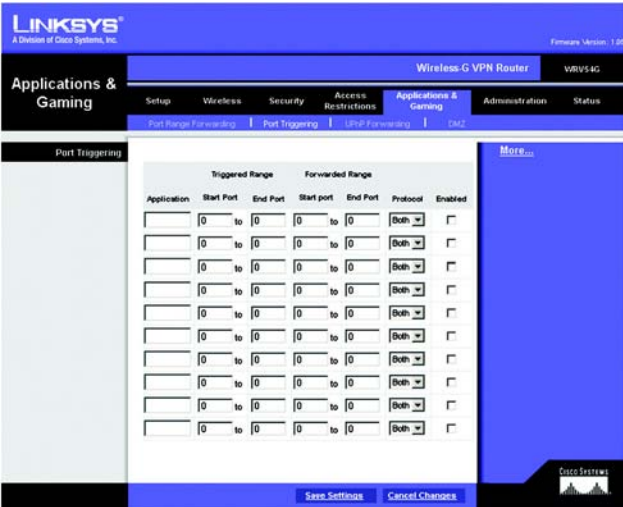 LINKSYS®
A Division of Cisco Systems, Inc.
Firmware Version: 1.
Wireless-G VPN Router WRV54G
Applications & Gaming
Setup Wireless Security Access Restrictions Applications & Gaming Administration Status
Port Range Forwarding | Port Triggering | UPnP Forwarding | DMZ
Port Triggering
More...
Triggered Range Forwarded Range
Application Start Port End Port Start port End Port Protocol Enabled
0 to 0 0 to 0 Both
0 to 0 0 to 0 Both
0 to 0 0 to 0 Both
0 to 0 0 to 0 Both
0 to 0 0 to 0 Both
0 to 0 0 to 0 Both
0 to 0 0 to 0 Both
0 to 0 0 to 0 Both
0 to 0 0 to 0 Both
0 to 0 0 to 0 Both
Save Settings Cancel Changes
CISCO SYSTEMS